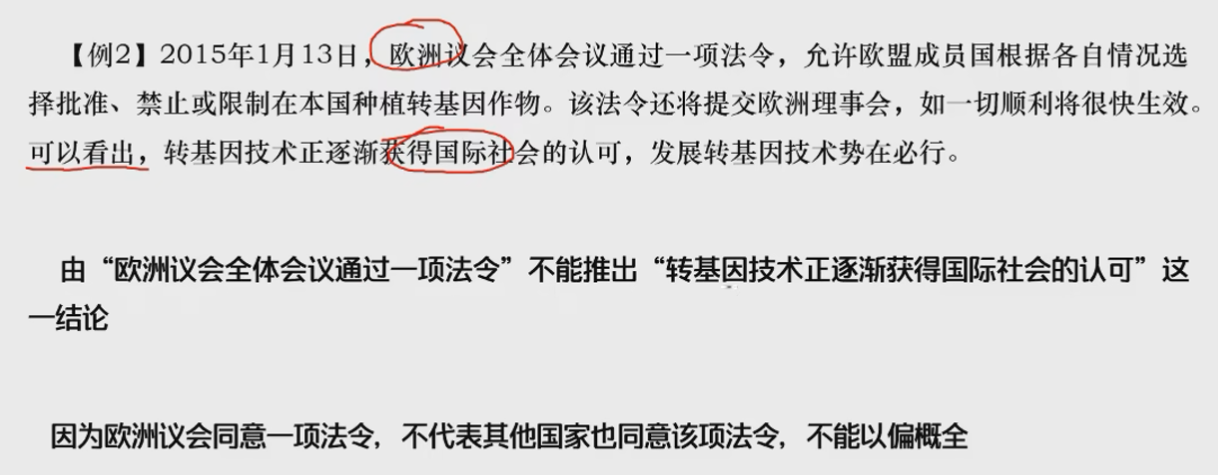 【例2】2015年1月13日，欧洲议会全体会议通过一项法令，允许欧盟成员国根据各自情况选
择批准、禁止或限制在本国种植转基因作物。该法令还将提交欧洲理事会，如一切顺利将很快生效。
可以看出，转基因技术正逐渐获得国际社会的认可，发展转基因技术势在必行。
由“欧洲议会全体会议通过一项法令”不能推出“转基因技术正逐渐获得国际社会的认可”这
一结论
因为欧洲议会同意一项法令，不代表其他国家也同意该项法令，不能以偏概全